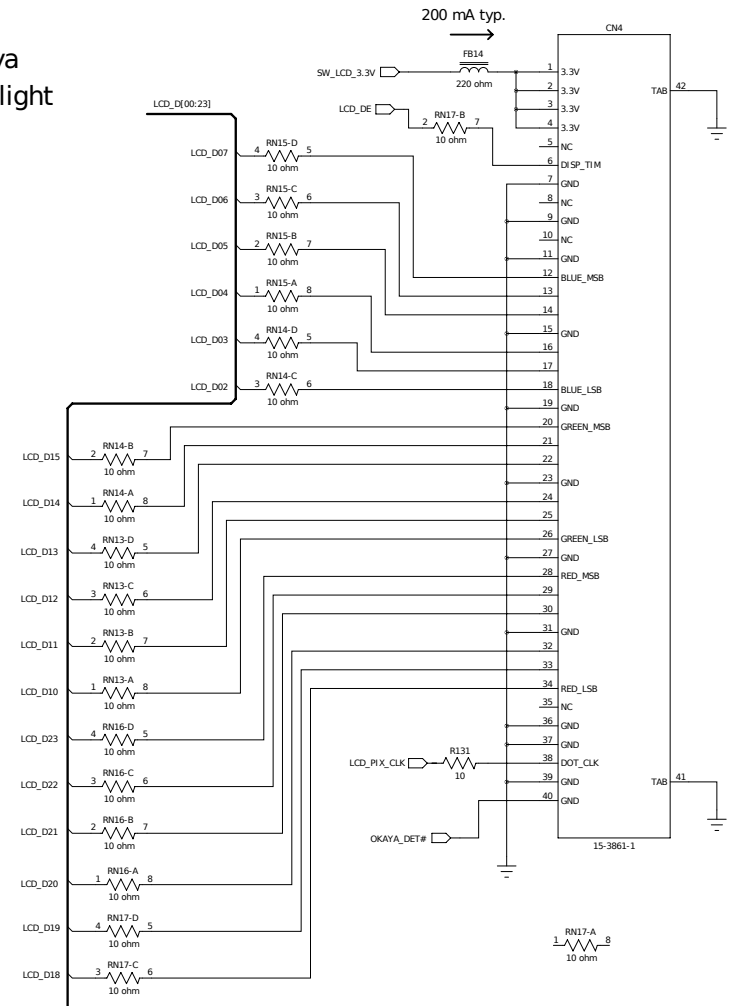 200 mA typ.
ya
light
CN4
FB14
SW_LCD_3.3V
220 ohm
1 3.3V
2 3.3V
3 3.3V
4 3.3V
5 NC
6 DISP_TIM
7 GND
8 NC
9 GND
10 NC
11 GND
12 BLUE_MSB
13
14
15 GND
16
17
18 BLUE_LSB
19 GND
20 GREEN_MSB
21
22
23 GND
24
25
26 GREEN_LSB
27 GND
28 RED_MSB
29
30
31 GND
32
33
34 RED_LSB
35 NC
36 GND
37 GND
38 DOT_CLK
39 GND
40 GND
TAB 42
TAB 41
15-3861-1
LCD_DE
RN17-B
2 7
10 ohm
LCD_D[00:23]
RN15-D
LCD_D07 4 5
10 ohm
RN15-C
LCD_D06 3 6
10 ohm
RN15-B
LCD_D05 2 7
10 ohm
RN15-A
LCD_D04 1 8
10 ohm
RN14-D
LCD_D03 4 5
10 ohm
RN14-C
LCD_D02 3 6
10 ohm
RN14-B
LCD_D15 2 7
10 ohm
RN14-A
LCD_D14 1 8
10 ohm
RN13-D
LCD_D13 4 5
10 ohm
RN13-C
LCD_D12 3 6
10 ohm
RN13-B
LCD_D11 2 7
10 ohm
RN13-A
LCD_D10 1 8
10 ohm
RN16-D
LCD_D23 4 5
10 ohm
RN16-C
LCD_D22 3 6
10 ohm
RN16-B
LCD_D21 2 7
10 ohm
RN16-A
LCD_D20 1 8
10 ohm
RN17-D
LCD_D19 4 5
10 ohm
RN17-C
LCD_D18 3 6
10 ohm
R131
LCD_PIX_CLK
10
OKAYA_DET#
RN17-A
1 8
10 ohm